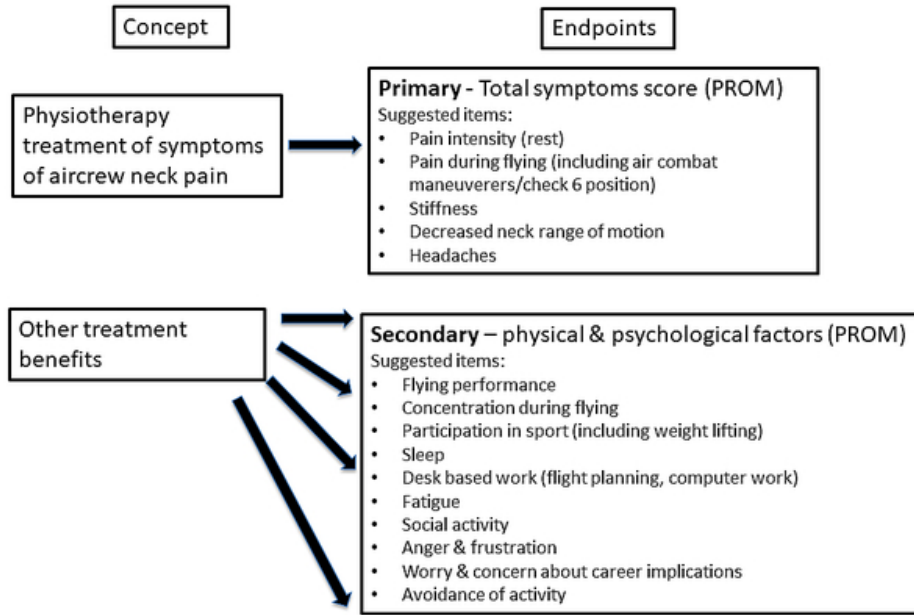 Concept
Endpoints
Physiotherapy
treatment of symptoms
of aircrew neck pain
Primary - Total symptoms score (PROM)
Suggested items:
• Pain intensity (rest)
• Pain during flying (including air combat
maneuverers/check 6 position)
• Stiffness
• Decreased neck range of motion
• Headaches
Other treatment
benefits
Secondary – physical & psychological factors (PROM)
Suggested items:
• Flying performance
• Concentration during flying
• Participation in sport (including weight lifting)
• Sleep
• Desk based work (flight planning, computer work)
• Fatigue
• Social activity
• Anger & frustration
• Worry & concern about career implications
• Avoidance of activity